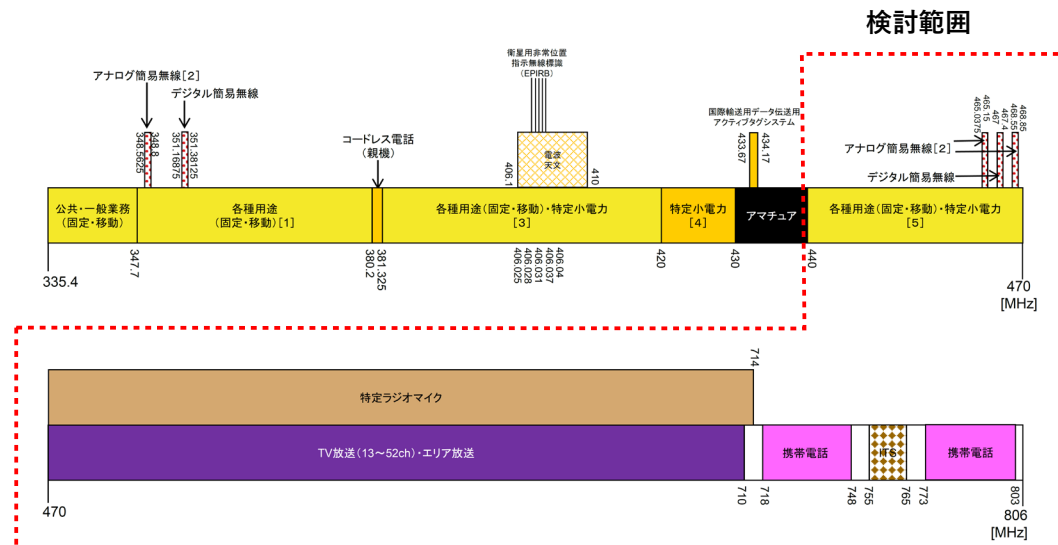 検討範囲
衛星用非常位置
指示無線標識
(EPIRB)
アナログ簡易無線[2]
デジタル簡易無線
348.5625
348.8
351.16875
351.38125
コードレス電話
(親機)
406.1
電波
天文
410
国際輸送用データ伝送用
アクティブタグシステム
433.67
434.17
アナログ簡易無線[2]
デジタル簡易無線
465.0375
465.15
467
467.4
468.55
468.85
公共・一般業務
(固定・移動)
各種用途
(固定・移動)[1]
各種用途(固定・移動)・特定小電力
[3]
特定小電力
[4]
アマチュア
各種用途(固定・移動)・特定小電力
[5]
335.4
347.7
380.2
381.325
406.025
406.028
406.031
406.037
406.04
420
430
440
470
[MHz]
714
特定ラジオマイク
TV放送(13～52ch)・エリア放送
携帯電話
ITS
携帯電話
470
710
718
748
755
765
773
803
806
[MHz]